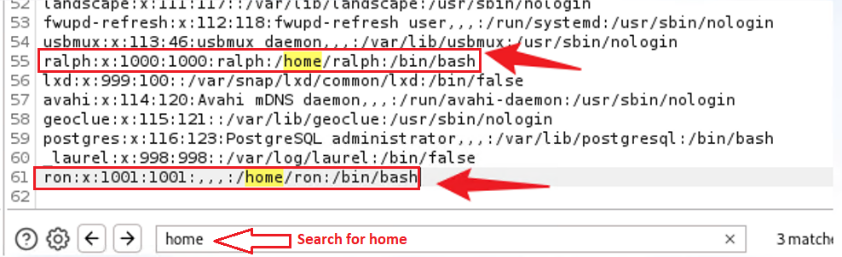 52 landscape:x:111:117::/var/lib/landscape:/usr/sbin/nologin
53 fwupd-refresh:x:112:118:fwupd-refresh user,,,:/run/systemd:/usr/sbin/nologin
54 usbmux:x:113:46:usbmux daemon,,,:/var/lib/usbmux:/usr/sbin/nologin
55 ralph:x:1000:1000:ralph:/home/ralph:/bin/bash
56 lxd:x:999:100::/var/snap/lxd/common/lxd:/bin/false
57 avahi:x:114:120:Avahi mDNS daemon,,,:/run/avahi-daemon:/usr/sbin/nologin
58 geoclue:x:115:121::/var/lib/geoclue:/usr/sbin/nologin
59 postgres:x:116:123:PostgreSQL administrator,,,:/var/lib/postgresql:/bin/bash
60 _laurel:x:998:998::/var/log/laurel:/bin/false
61 ron:x:1001:1001:,,,:/home/ron:/bin/bash
62
home Search for home 3 matche